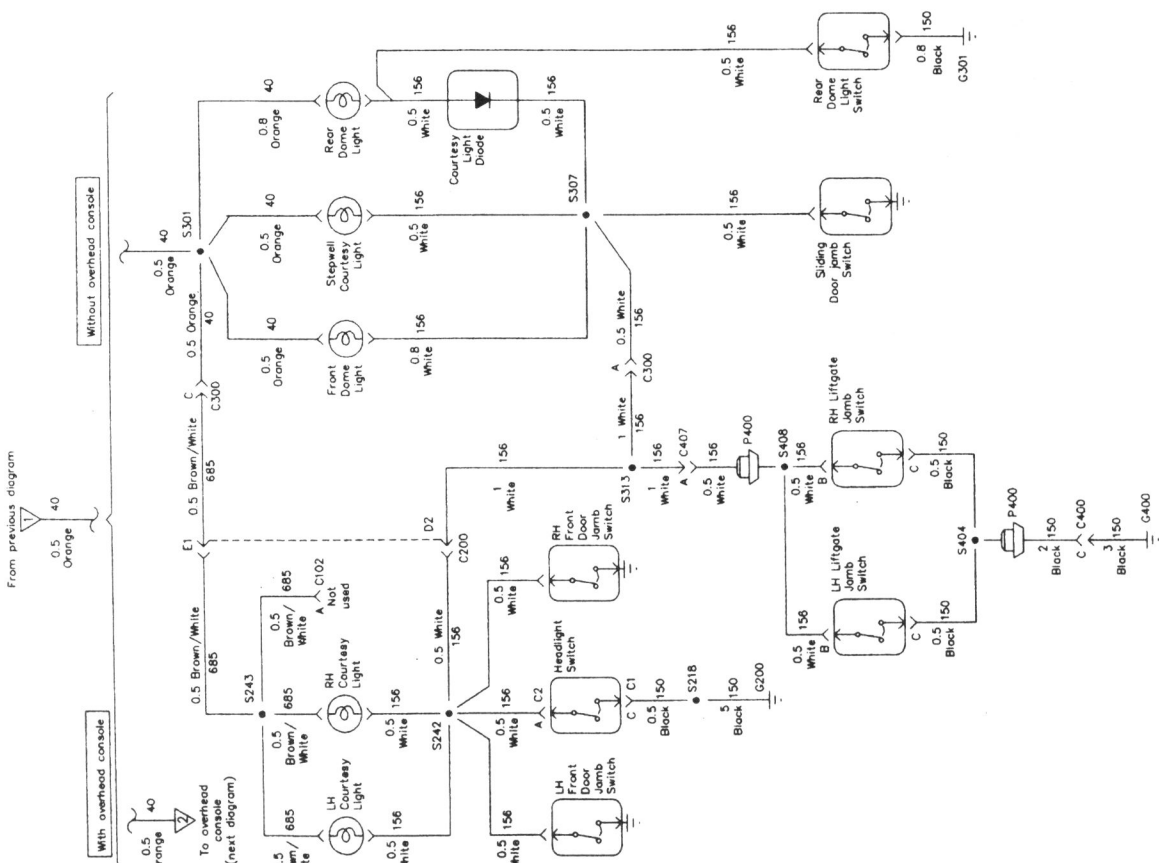 From previous diagram
1
40
0.5
Orange
With overhead console
Without overhead console
40
0.5
2
To overhead
console
(next diagram)
40
0.5
Orange
S301
0.5 Orange
40
C
C300
0.5 Brown/White
685
E1
0.5 Brown/White
685
S243
40
0.5
Orange
Front
Dome
Light
156
0.8
White
40
0.5
Orange
Stepwell
Courtesy
Light
156
0.5
White
40
0.8
Orange
Rear
Dome
Light
156
0.5
White
Courtesy
Light
Diode
156
0.5
White
S307
156
0.5
White
Rear
Dome
Light
Switch
150
0.8
Black
G301
156
0.5
White
Sliding
Door jamb
Switch
0.5 White
156
A
C300
1 White
156
S313
156
1
White
D2
C200
0.5 White
156
156
1
White
A
C407
156
0.5
White
P400
S408
156
0.5
White
B
RH Liftgate
Jamb
Switch
C
150
0.5
Black
156
0.5
White
B
LH Liftgate
Jamb
Switch
C
150
0.5
Black
S404
P400
150
2
Black
C
C400
150
3
Black
G400
685
0.5
Brown/
White
C102
A
Not
used
685
0.5
Brown/
White
RH
Courtesy
Light
156
0.5
White
685
Brown/
White
LH
Courtesy
Light
156
0.5
White
S242
156
0.5
White
RH
Front
Door
Jamb
Switch
156
0.5
White
A
C2
Headlight
Switch
C
C1
150
0.5
Black
S218
150
5
Black
G200
156
0.5
White
LH
Front
Door
Jamb
Switch